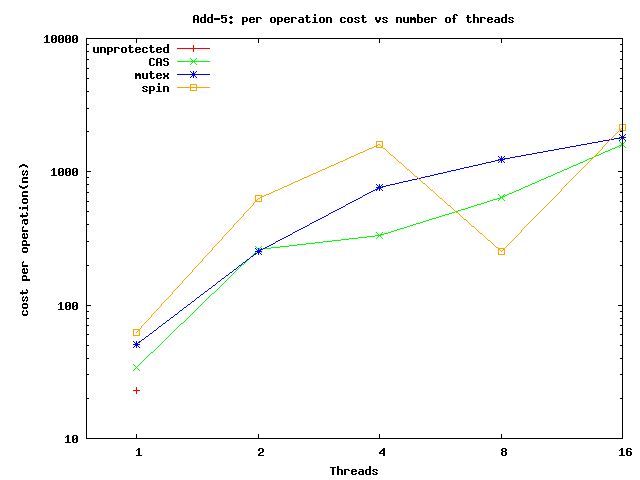 Add-5: per operation cost vs number of threads
10000
1000
100
10
cost per operation(ns)
unprotected
CAS
mutex
spin
1 2 4 8 16
Threads